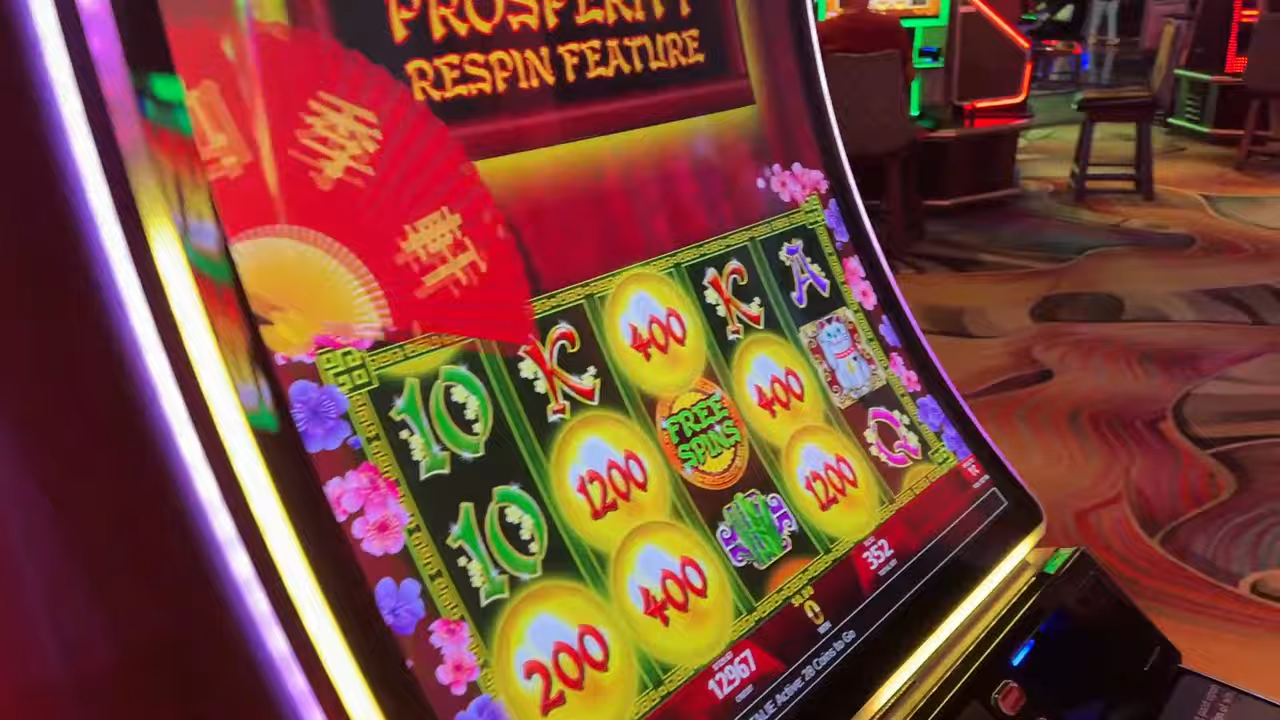 PROSPERITY
RESPIN FEATURE
10 K 400 K A
10 1200 FREE SPINS 400
200 400 1200 Q
12967
0
WIN
352
Active 28 Coins to Go